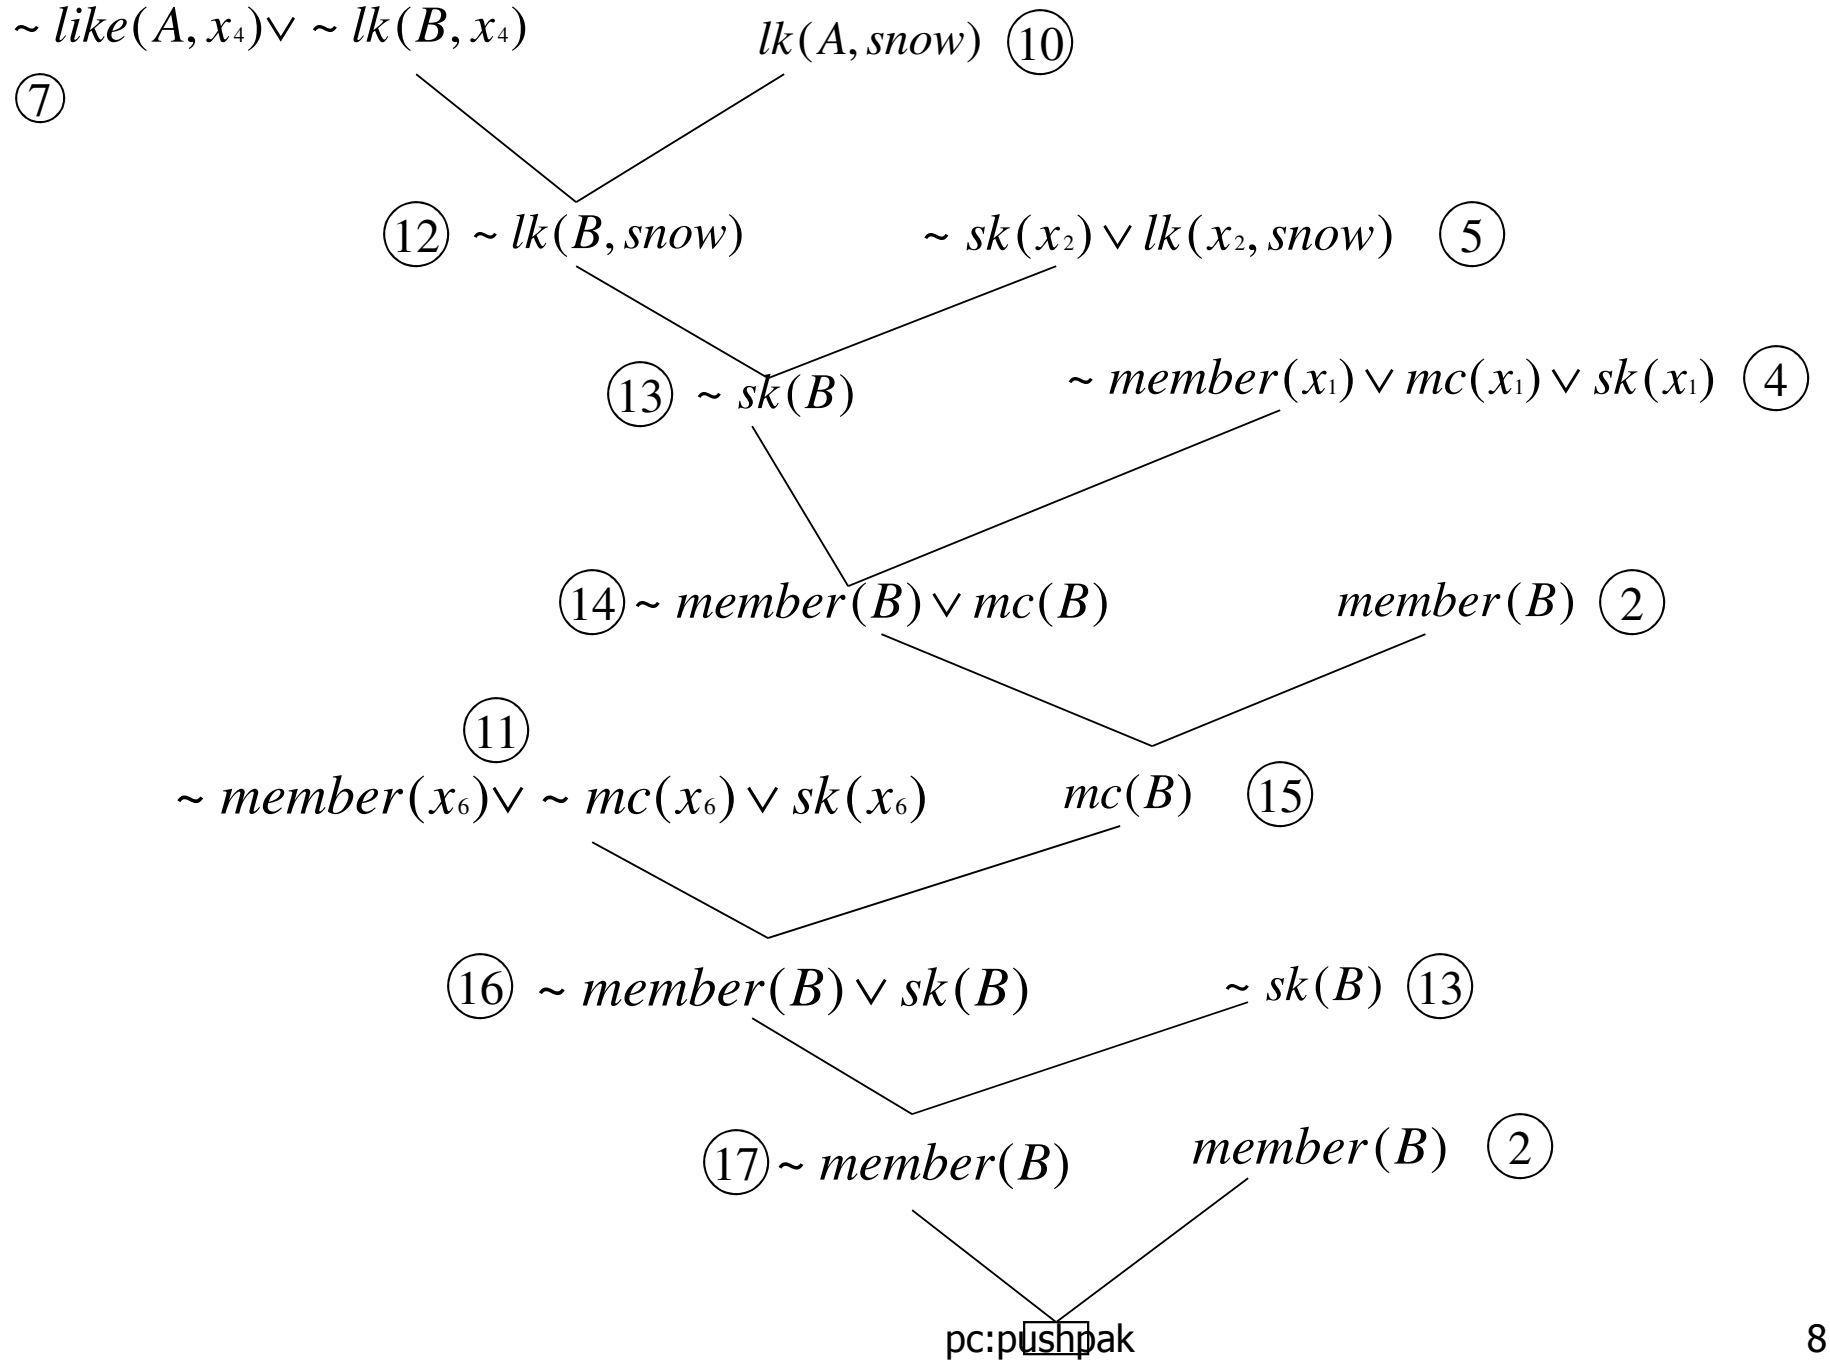 ~ like(A, x₄)∨ ~ lk(B, x₄) lk(A, snow) 10
7
12 ~ lk(B, snow) ~ sk(x₂) ∨ lk(x₂, snow) 5
13 ~ sk(B) ~ member(x₁) ∨ mc(x₁) ∨ sk(x₁) 4
14 ~ member(B) ∨ mc(B) member(B) 2
11
~ member(x₆)∨ ~ mc(x₆) ∨ sk(x₆) mc(B) 15
16 ~ member(B) ∨ sk(B) ~ sk(B) 13
17 ~ member(B) member(B) 2
pc:pushpak 8